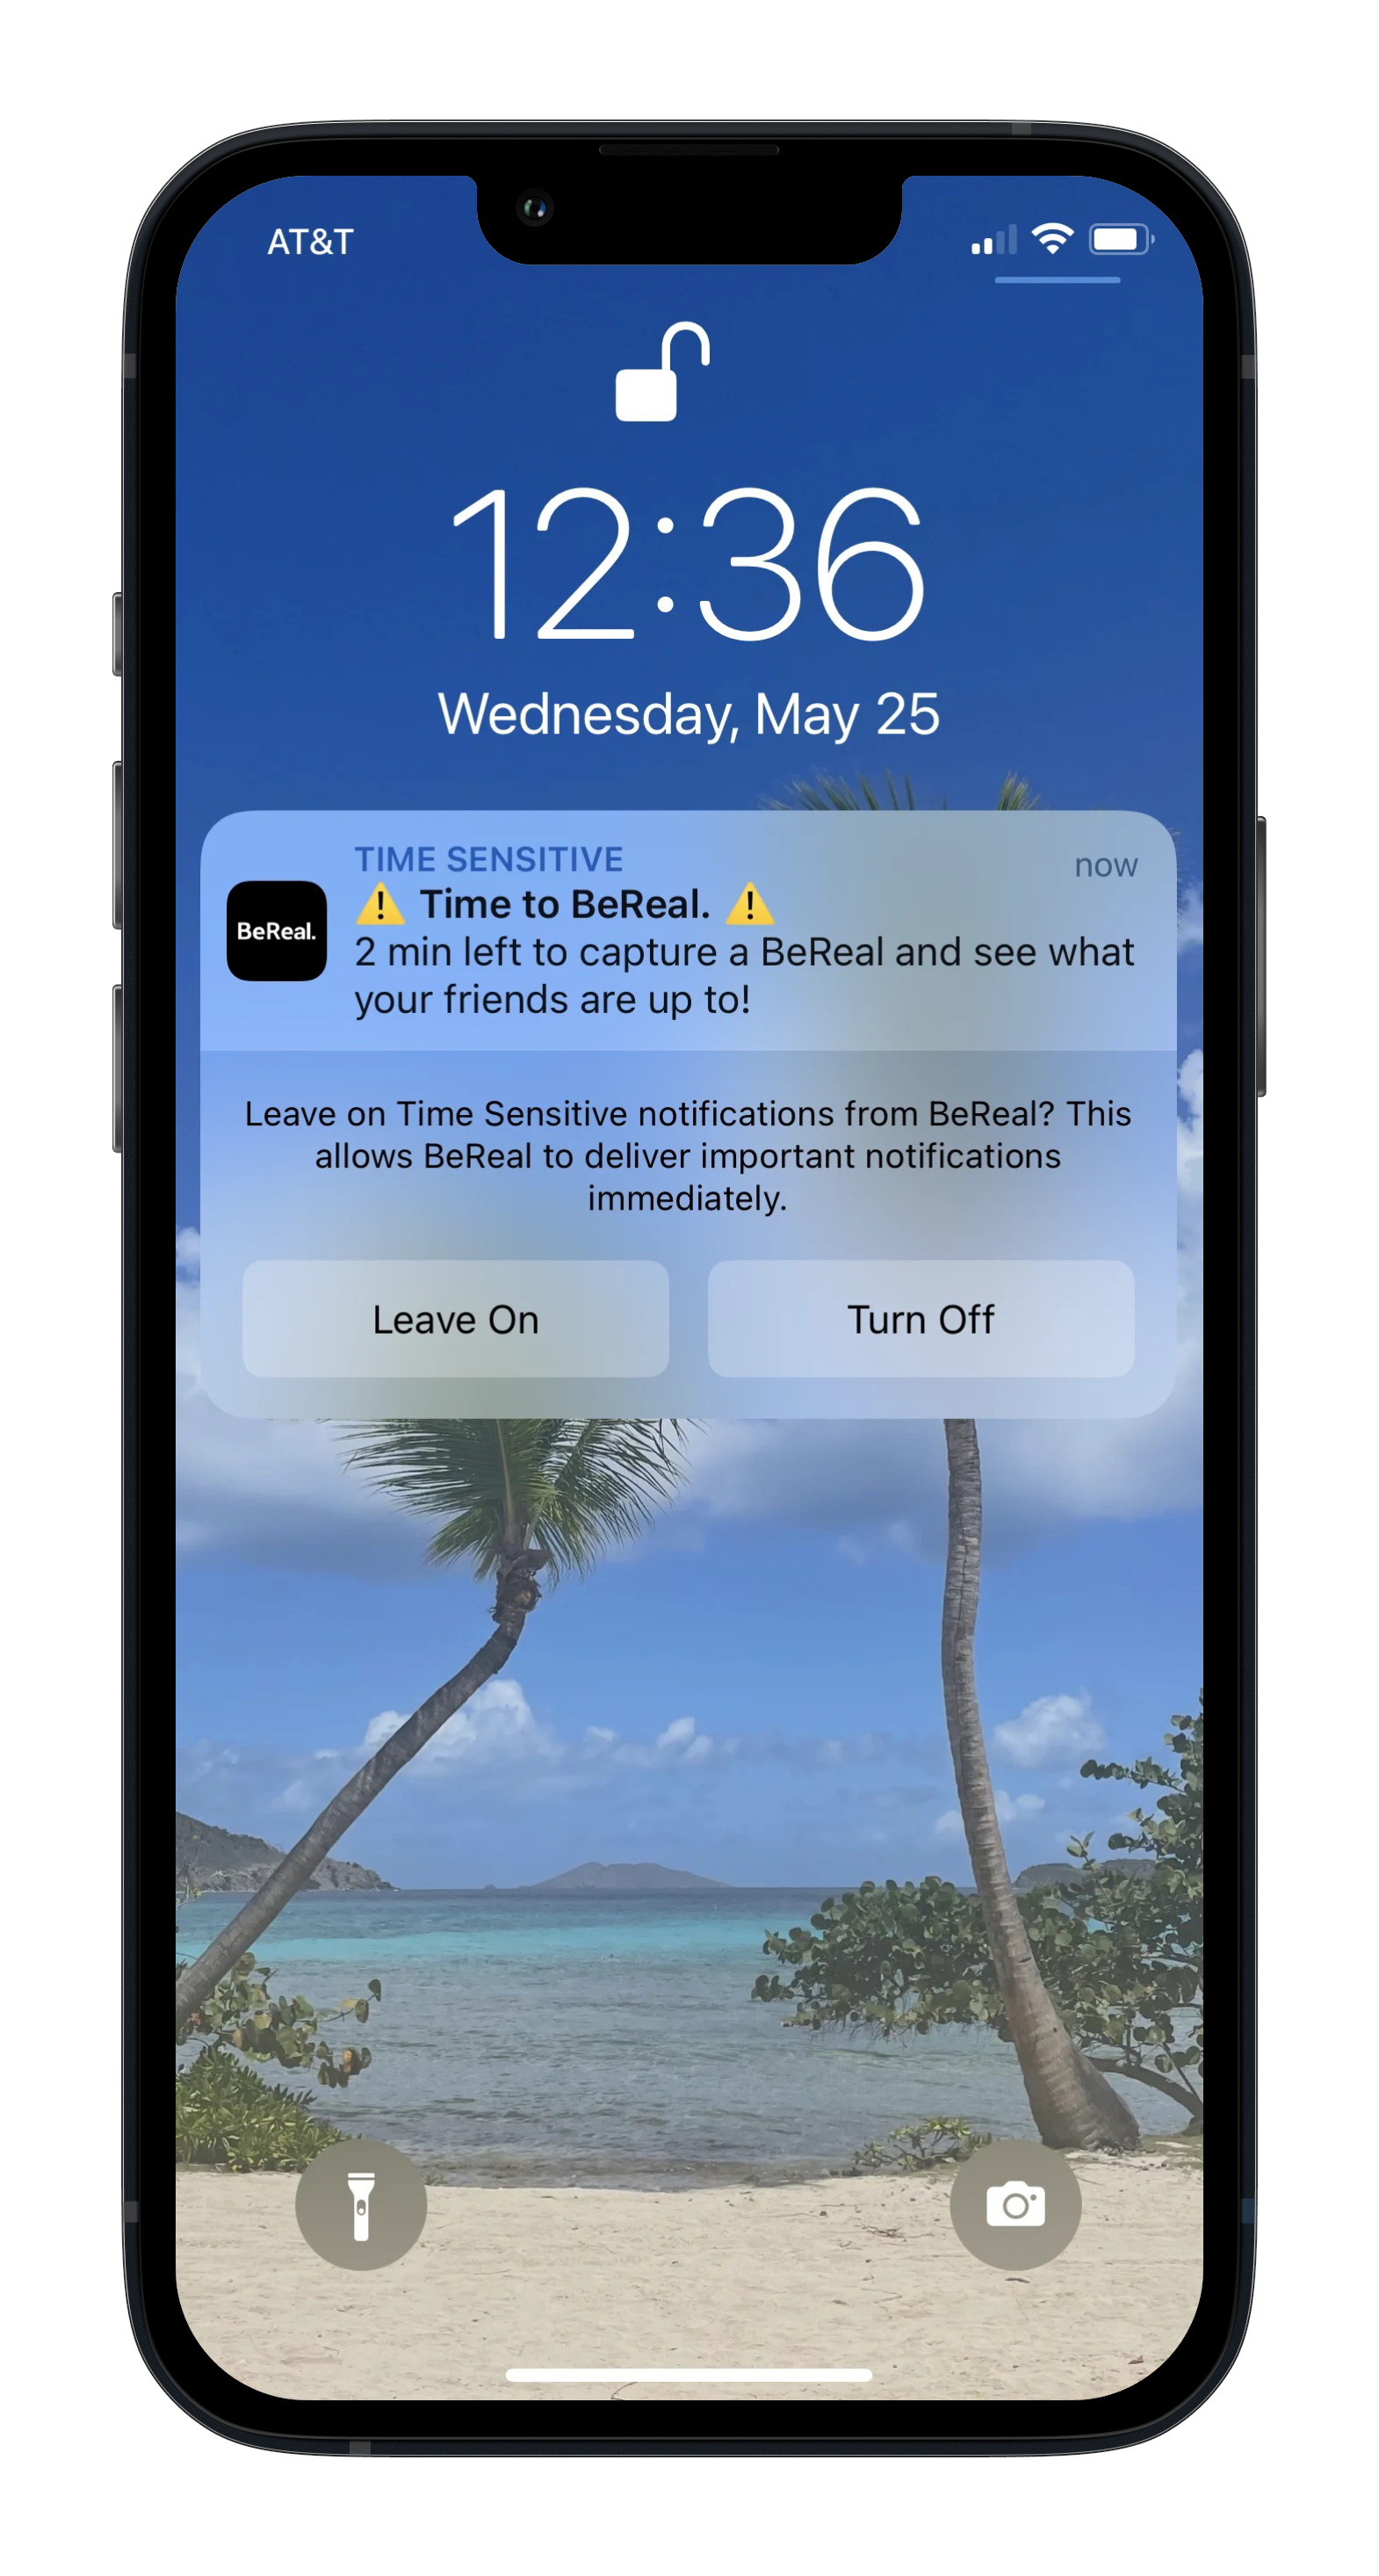 AT&T
12:36
Wednesday, May 25
TIME SENSITIVE
now
⚠️ Time to BeReal. ⚠️
BeReal.
2 min left to capture a BeReal and see what
your friends are up to!
Leave on Time Sensitive notifications from BeReal? This
allows BeReal to deliver important notifications
immediately.
Leave On
Turn Off